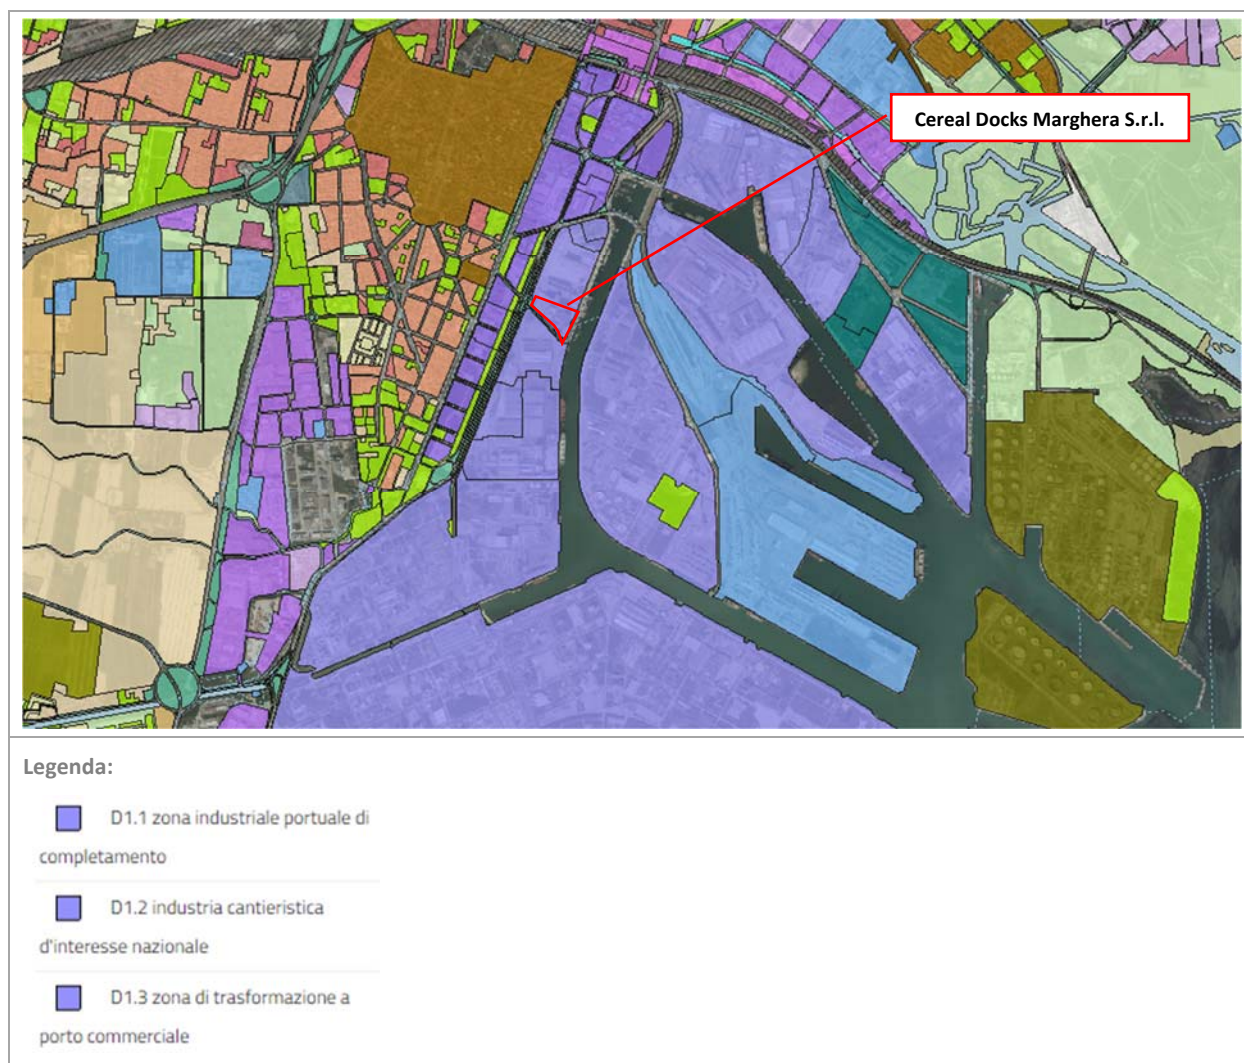 Cereal Docks Marghera S.r.l.
Legenda:
D1.1 zona industriale portuale di
completamento
D1.2 industria cantieristica
d'interesse nazionale
D1.3 zona di trasformazione a
porto commerciale